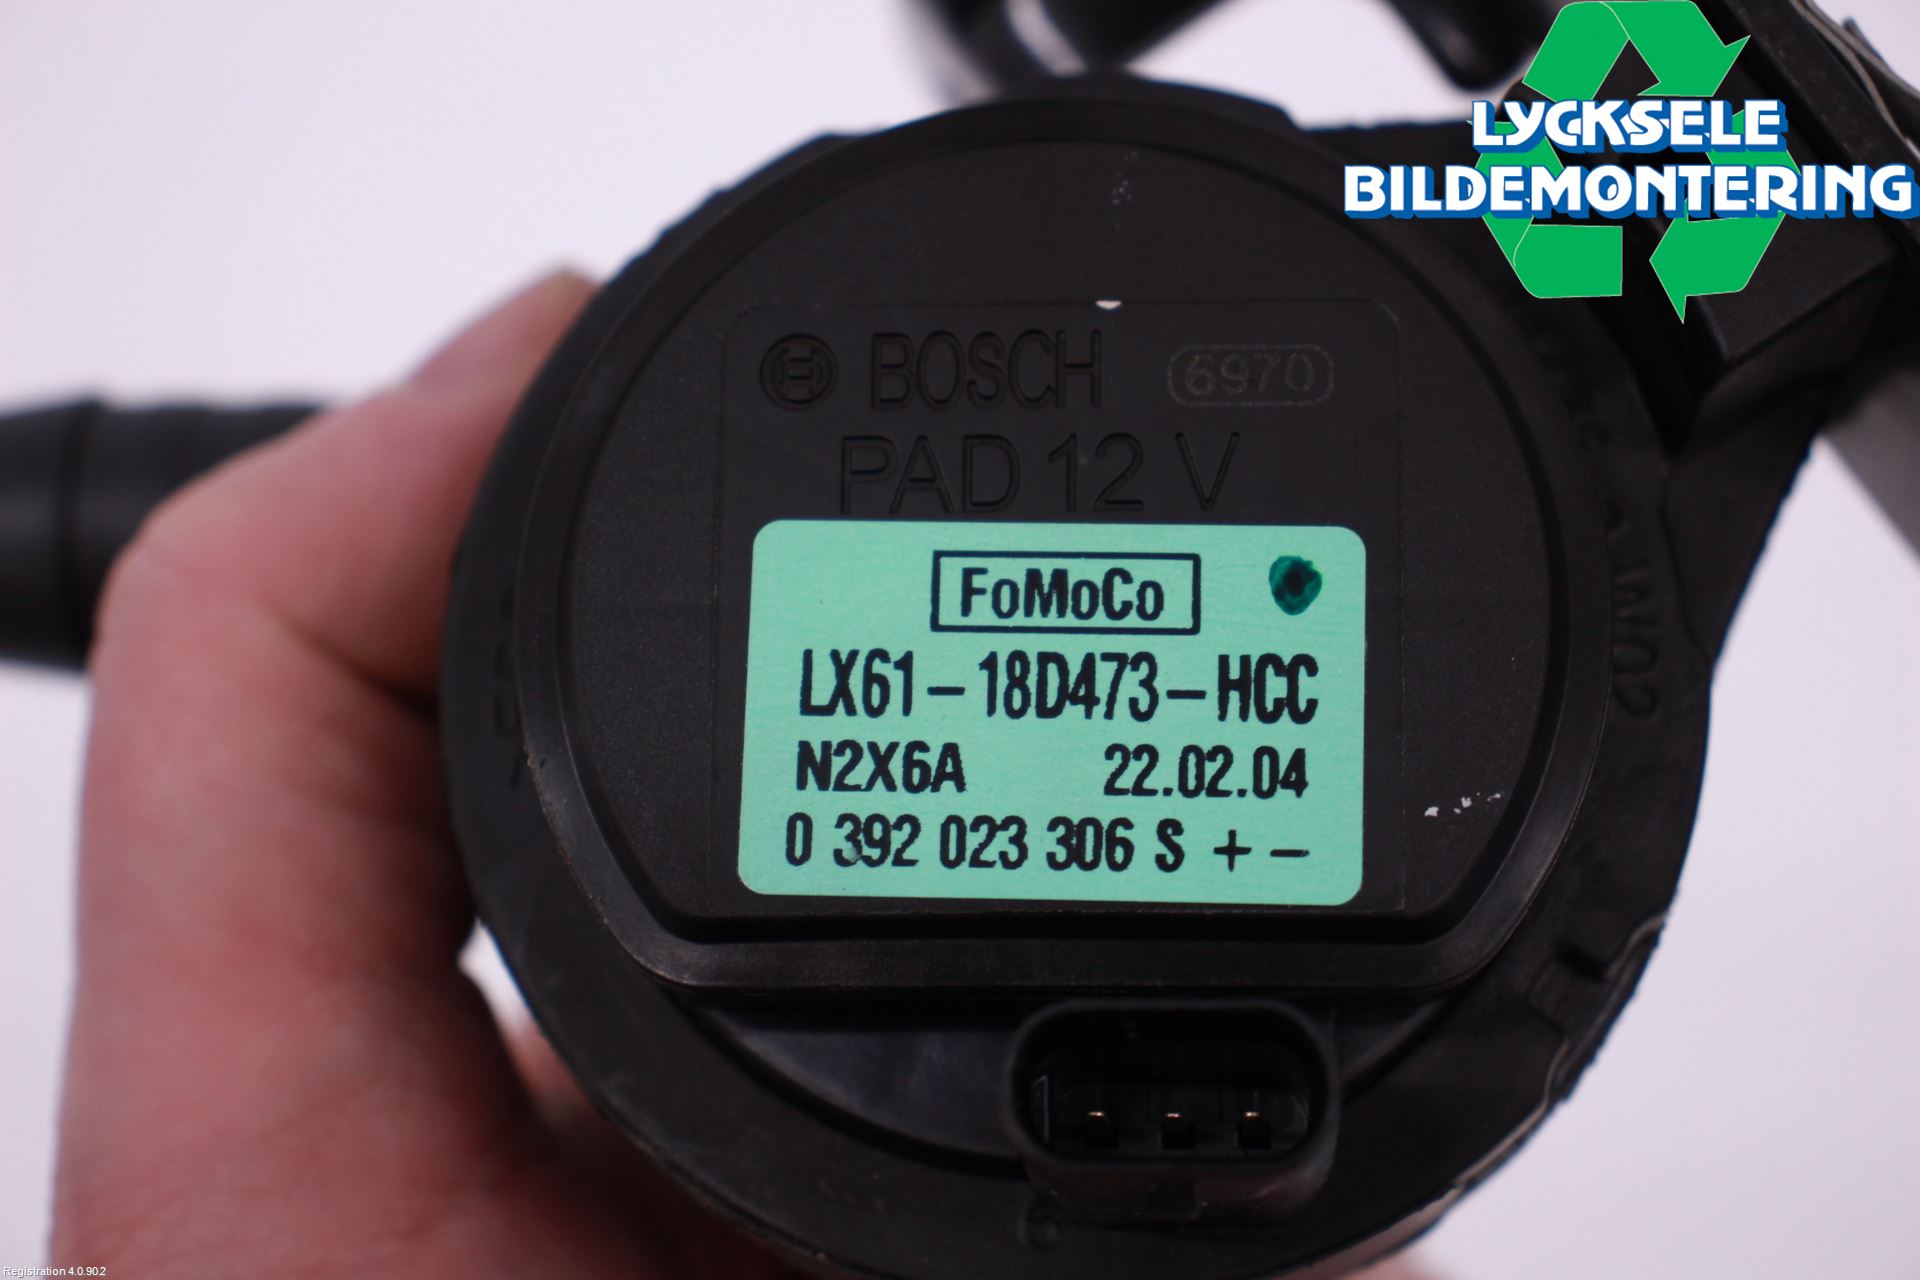 LYCKSELE
BILDEMONTERING
BOSCH 6970
PAD 12 V
FoMoCo
LX61-18D473-HCC
N2X6A 22.02.04
0 392 023 306 S + -
Registration 4.0.90.2